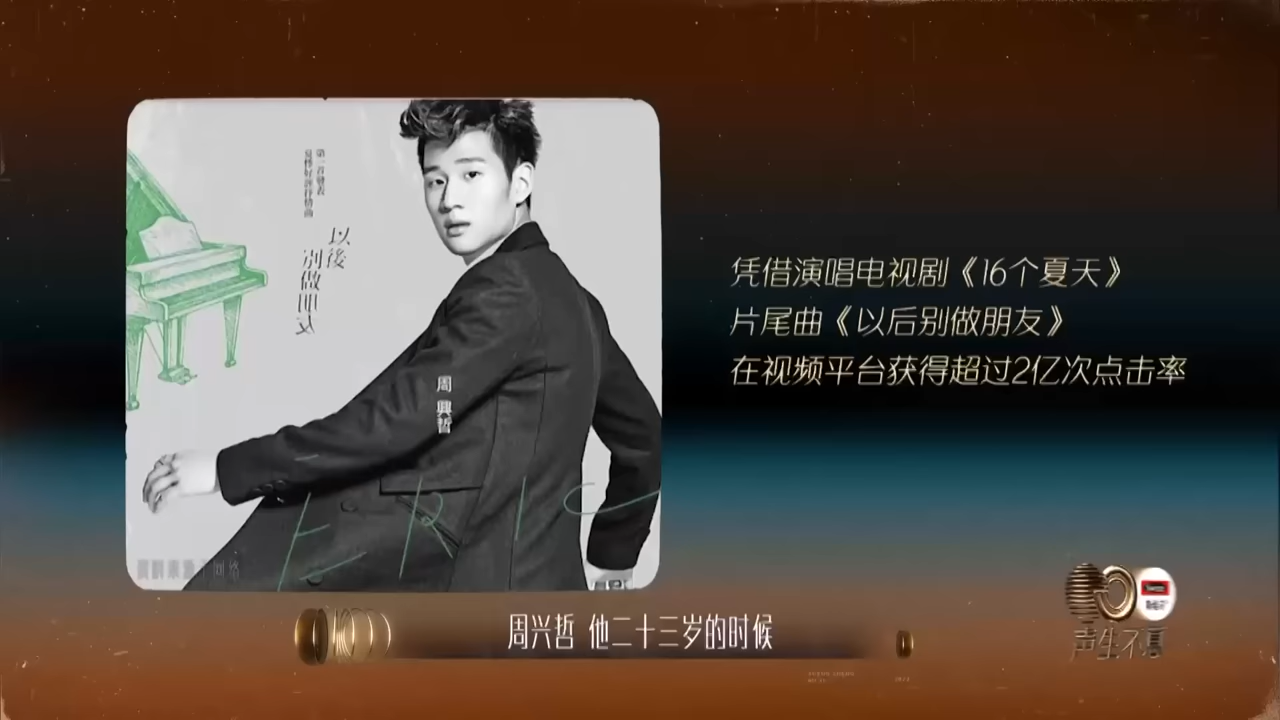 第一首發表
以後
別做朋友
周興哲
ERIC
凭借演唱电视剧《16个夏天》
片尾曲《以后别做朋友》
在视频平台获得超过2亿次点击率
周兴哲 他二十三岁的时候
声生不息